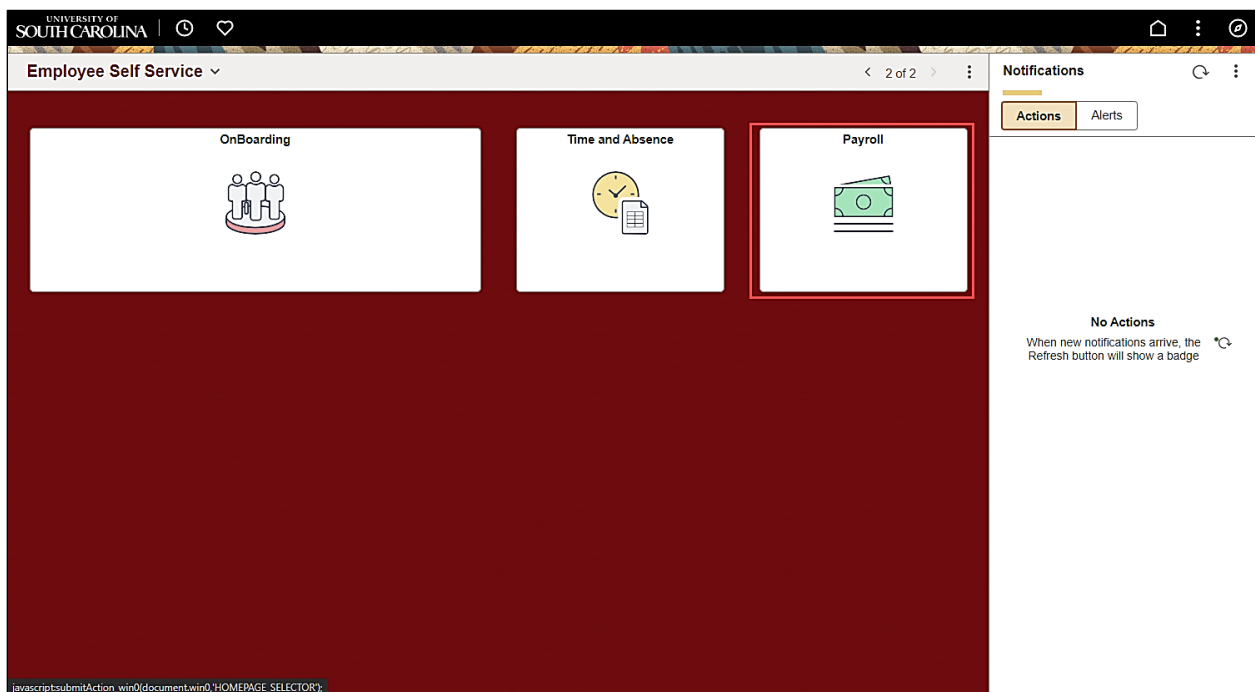 UNIVERSITY OF
SOUTH CAROLINA
Employee Self Service
2 of 2
Notifications
Actions
Alerts
OnBoarding
Time and Absence
Payroll
No Actions
When new notifications arrive, the
Refresh button will show a badge
javascript:submitAction_win0(document.win0,'HOMEPAGE_SELECTOR');